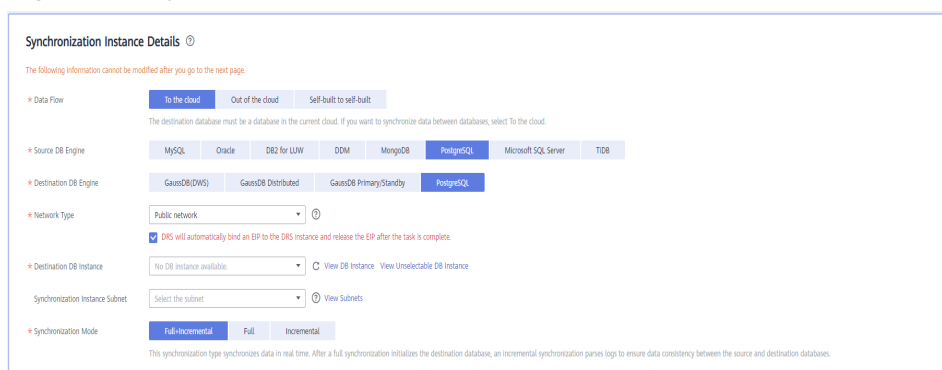 Synchronization Instance Details ?
The following information cannot be modified after you go to the next page.
* Data Flow To the cloud Out of the cloud Self-built to self-built
The destination database must be a database in the current cloud. If you want to synchronize data between databases, select To the cloud.
* Source DB Engine MySQL Oracle DB2 for LUW DDM MongoDB PostgreSQL Microsoft SQL Server TiDB
* Destination DB Engine GaussDB(DWS) GaussDB Distributed GaussDB Primary/Standby PostgreSQL
* Network Type Public network ?
DRS will automatically bind an EIP to the DRS instance and release the EIP after the task is complete.
* Destination DB Instance No DB instance available. View DB Instance View Unselectable DB Instance
Synchronization Instance Subnet Select the subnet ? View Subnets
* Synchronization Mode Full+Incremental Full Incremental
This synchronization type synchronizes data in real time. After a full synchronization initializes the destination database, an incremental synchronization parses logs to ensure data consistency between the source and destination databases.